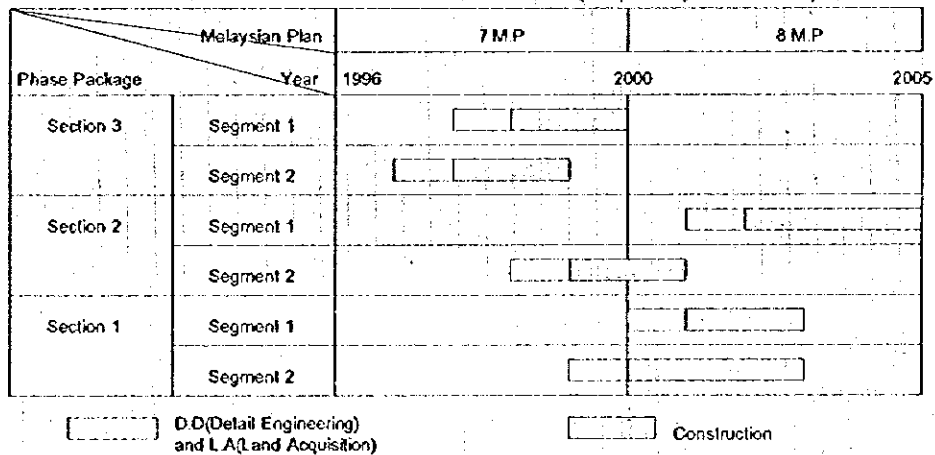 Malaysian Plan 7 M.P 8 M.P
Phase Package Year 1996 2000 2005
Section 3 Segment 1
Segment 2
Section 2 Segment 1
Segment 2
Section 1 Segment 1
Segment 2
D.D(Detail Engineering)
and L.A(Land Acquisition)
Construction